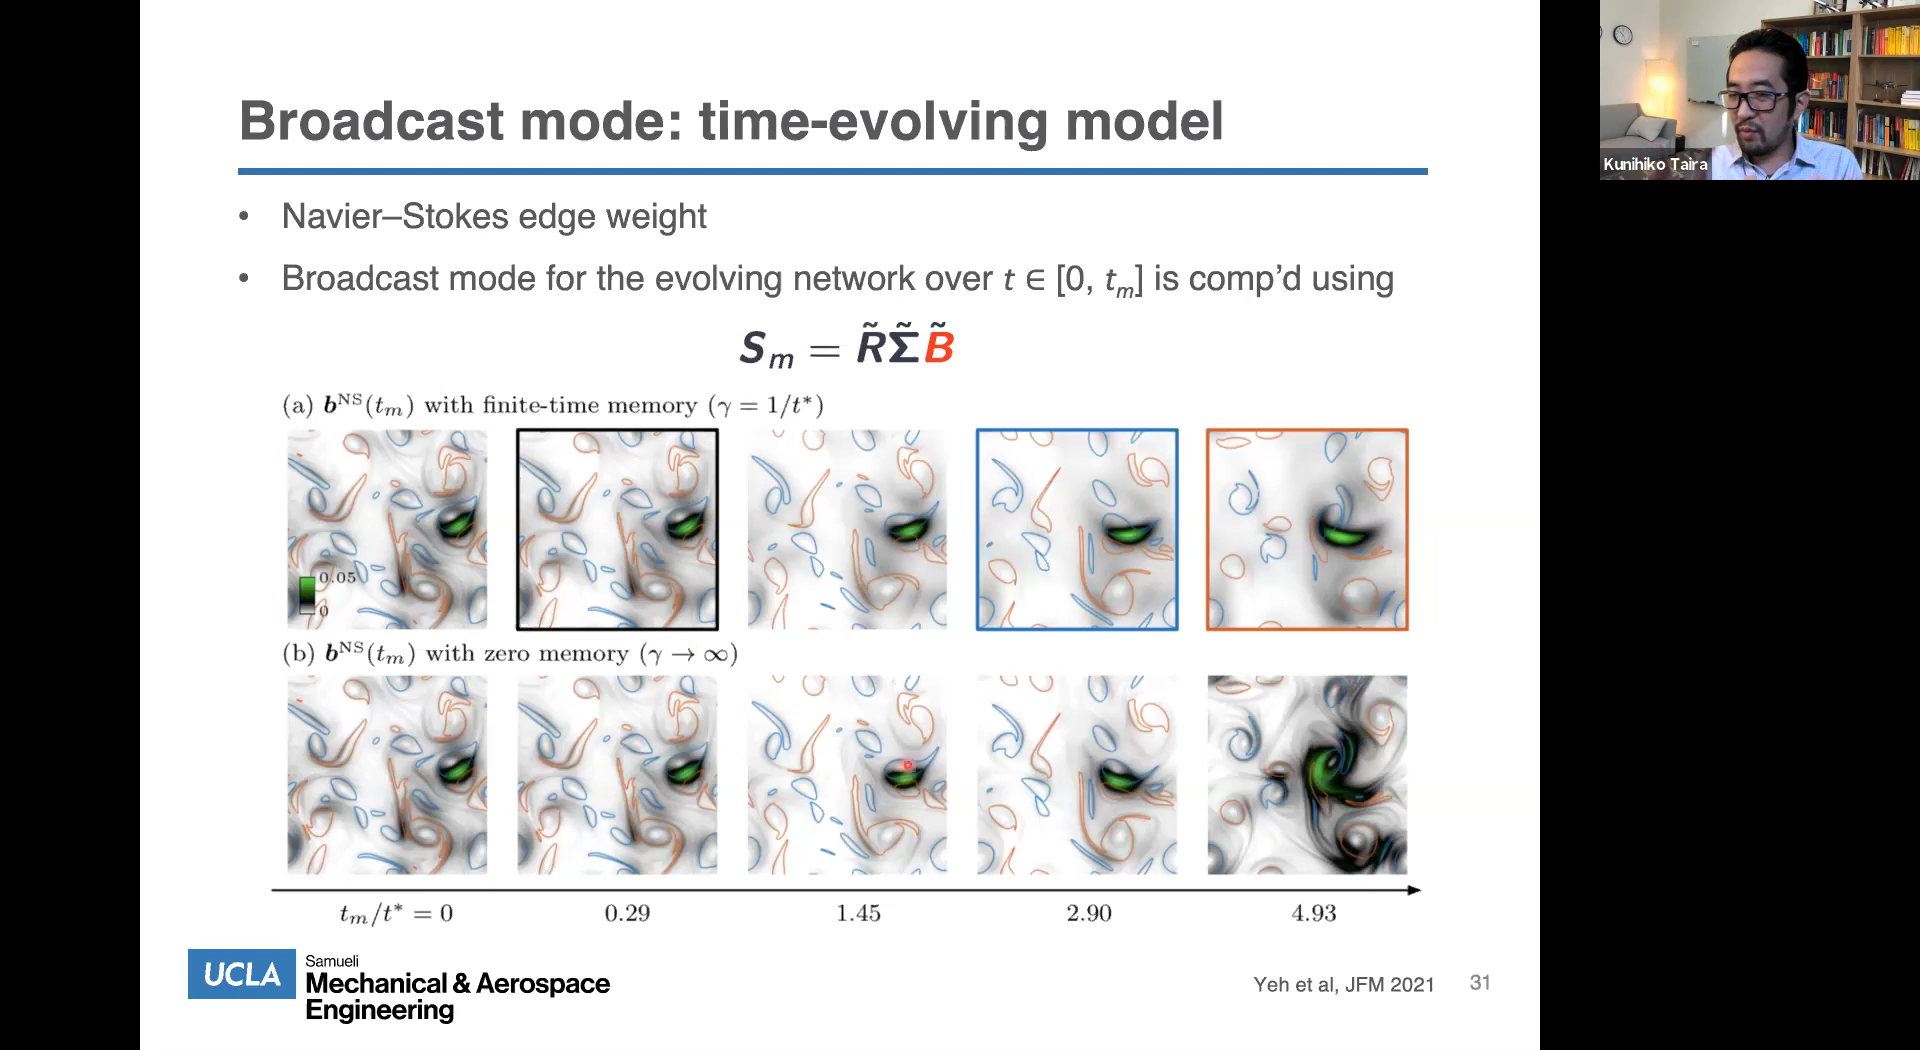 Broadcast mode: time-evolving model
• Navier–Stokes edge weight
• Broadcast mode for the evolving network over t ∈ [0, tₘ] is comp’d using
Sₘ = R̃Σ̃B̃
(a) bᴺˢ(tₘ) with finite-time memory (γ = 1/t*)
0.05
0
(b) bᴺˢ(tₘ) with zero memory (γ → ∞)
tₘ/t* = 0 0.29 1.45 2.90 4.93
UCLA
Samueli
Mechanical & Aerospace
Engineering
Yeh et al, JFM 2021 31
Kunihiko Taira